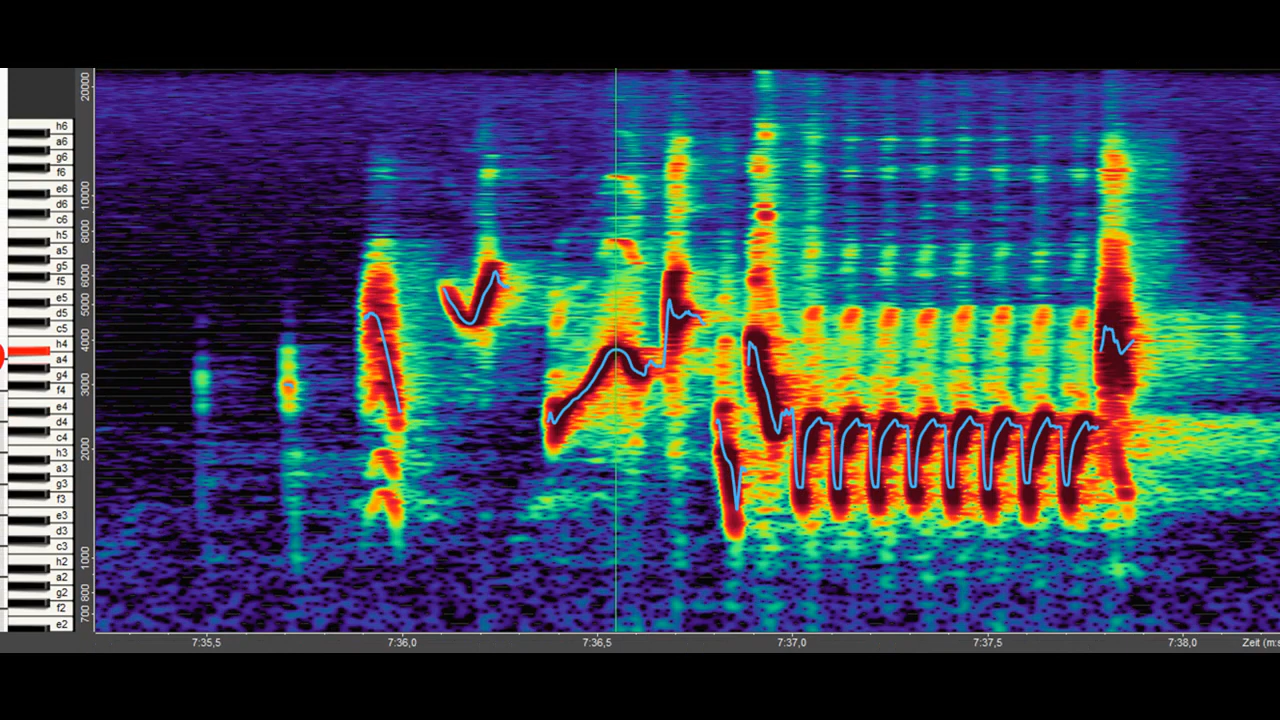 20000
10000
8000
6000
5000
4000
3000
2000
1000
800
700
h6
a6
g6
f6
e6
d6
c6
h5
a5
g5
f5
e5
d5
c5
h4
a4
g4
f4
e4
d4
c4
h3
a3
g3
f3
e3
d3
c3
h2
a2
g2
f2
e2
7:35,5 7:36,0 7:36,5 7:37,0 7:37,5 7:38,0 Zeit (m:s